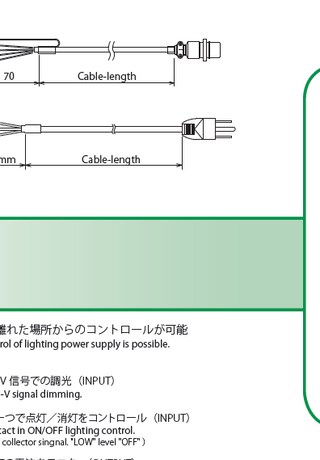 70 Cable-length
mm Cable-length
離れた場所からのコントロールが可能
rol of lighting power supply is possible.
V 信号での調光（INPUT）
-V signal dimming.
一つで点灯／消灯をコントロール（INPUT）
tact in ON/OFF lighting control.
collector singnal. "LOW" level "OFF" )